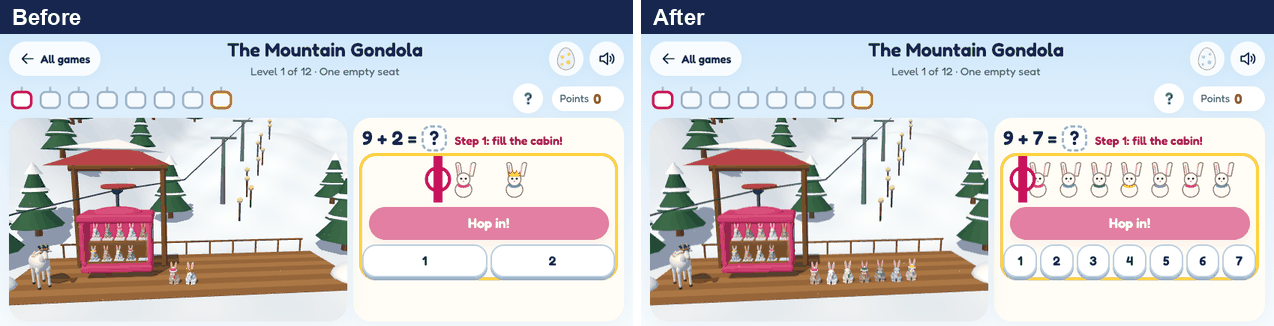 Before
All games
The Mountain Gondola
Level 1 of 12 · One empty seat
?
Points 0
9 + 2 = ?
Step 1: fill the cabin!
Hop in!
1
2
After
All games
The Mountain Gondola
Level 1 of 12 · One empty seat
?
Points 0
9 + 7 = ?
Step 1: fill the cabin!
Hop in!
1
2
3
4
5
6
7